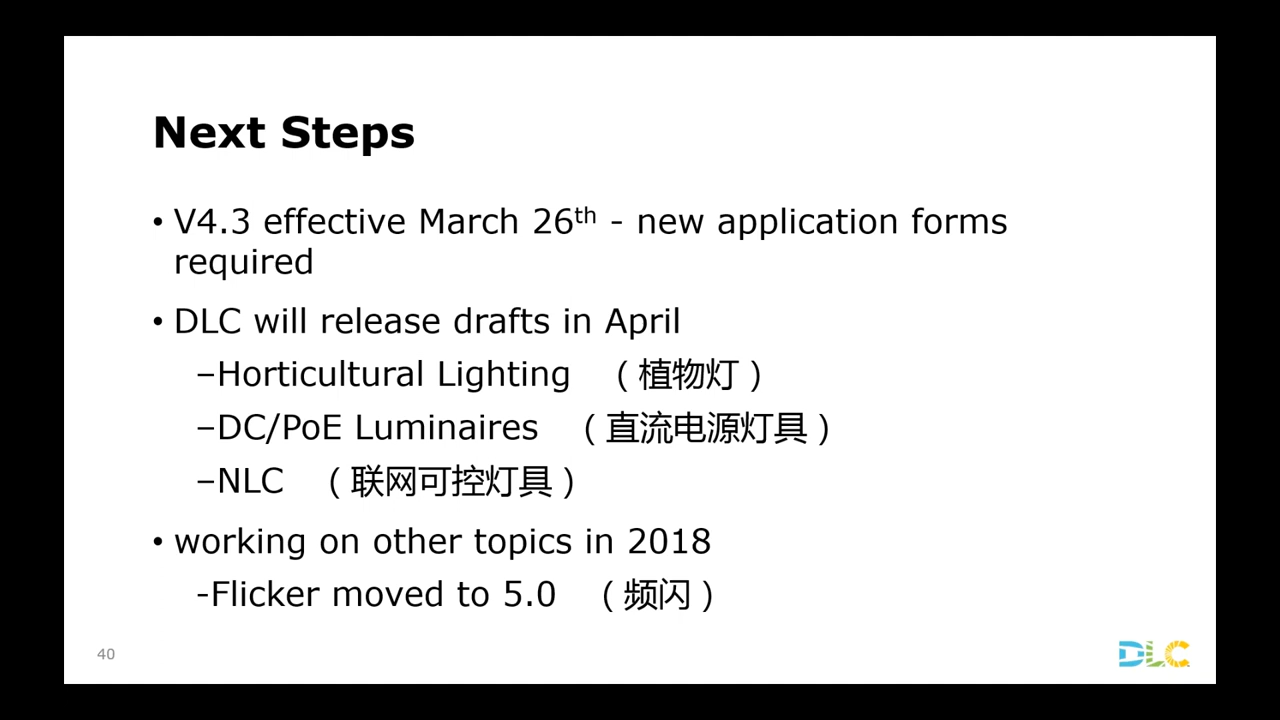 Next Steps
• V4.3 effective March 26th - new application forms
required
• DLC will release drafts in April
–Horticultural Lighting （植物灯）
–DC/PoE Luminaires （直流电源灯具）
–NLC （联网可控灯具）
• working on other topics in 2018
-Flicker moved to 5.0 （频闪）
40
DLC